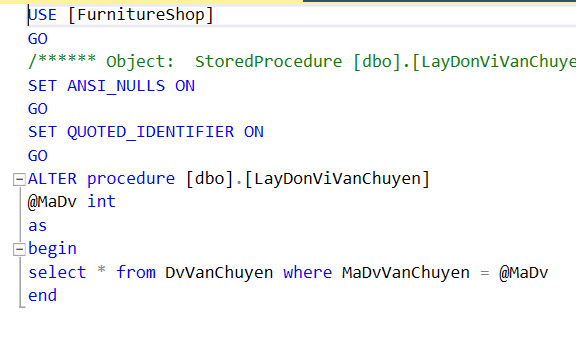 USE [FurnitureShop]
GO
/****** Object:  StoredProcedure [dbo].[LayDonViVanChuye
SET ANSI_NULLS ON
GO
SET QUOTED_IDENTIFIER ON
GO
ALTER procedure [dbo].[LayDonViVanChuyen]
@MaDv int
as
begin
select * from DvVanChuyen where MaDvVanChuyen = @MaDv
end